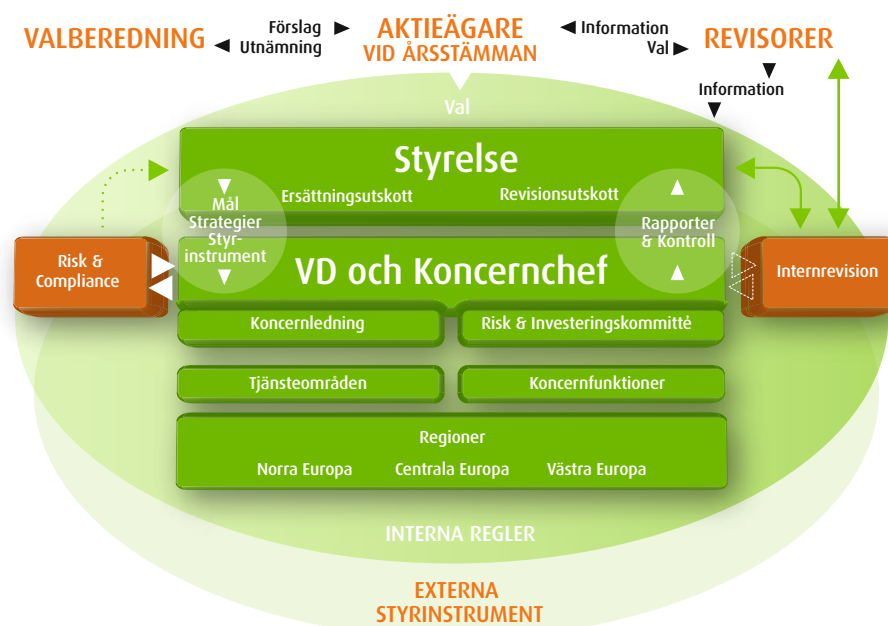 VALBEREDNING
Förslag
Utnämning
AKTIEÄGARE
VID ÅRSSTÄMMAN
Information
Val
REVISORER
Information
Val
Styrelse
Ersättningsutskott
Revisionsutskott
Mål
Strategier
Styr-
instrument
Rapporter
& Kontroll
Risk &
Compliance
VD och Koncernchef
Internrevision
Koncernledning
Risk & Investeringskommitté
Tjänsteområden
Koncernfunktioner
Regioner
Norra Europa
Centrala Europa
Västra Europa
INTERNA REGLER
EXTERNA
STYRINSTRUMENT